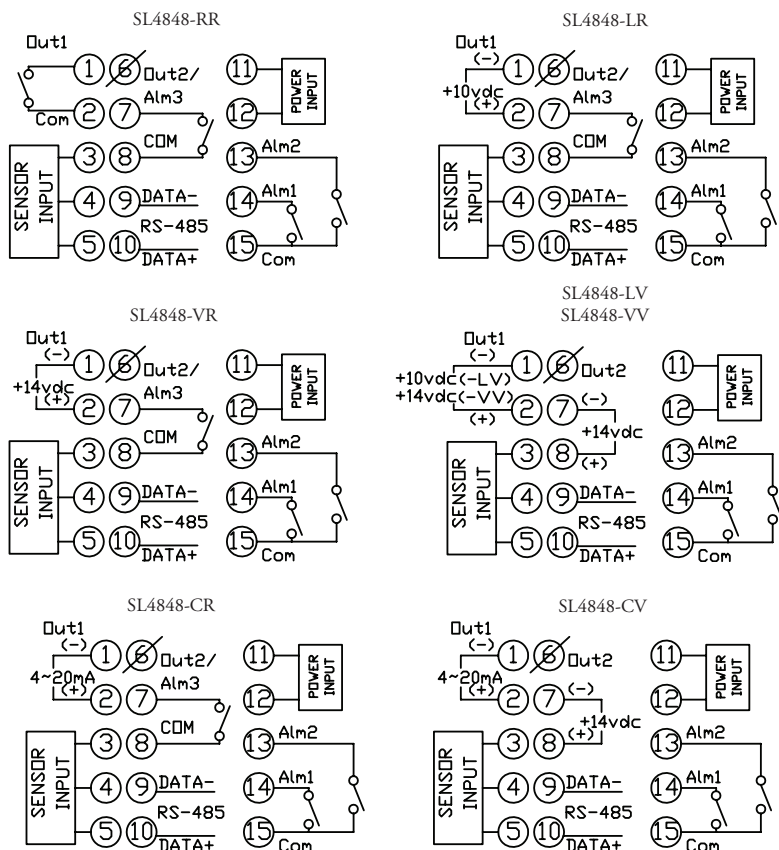 SL4848-RR
Out1
1 6 Out2/ 11
Alm3
2 7 12
Com
POWER INPUT
COM
3 8 13 Alm2
SENSOR INPUT
4 9 DATA- 14 Alm1
RS-485
5 10 DATA+ 15 Com
SL4848-LR
Out1
(-)
1 6 Out2/ 11
+10vdc
Alm3
(+)
2 7 12
POWER INPUT
COM
3 8 13 Alm2
SENSOR INPUT
4 9 DATA- 14 Alm1
RS-485
5 10 DATA+ 15 Com
SL4848-VR
Out1
(-)
1 6 Out2/ 11
+14vdc
Alm3
(+)
2 7 12
POWER INPUT
COM
3 8 13 Alm2
SENSOR INPUT
4 9 DATA- 14 Alm1
RS-485
5 10 DATA+ 15 Com
SL4848-LV
SL4848-VV
Out1
(-)
1 6 Out2 11
+10vdc(-LV)
+14vdc(-VV)
(+)
2 7 (-) 12
POWER INPUT
+14vdc
3 8 (+) 13 Alm2
SENSOR INPUT
4 9 DATA- 14 Alm1
RS-485
5 10 DATA+ 15 Com
SL4848-CR
Out1
(-)
1 6 Out2/ 11
4~20mA
Alm3
(+)
2 7 12
POWER INPUT
COM
3 8 13 Alm2
SENSOR INPUT
4 9 DATA- 14 Alm1
RS-485
5 10 DATA+ 15 Com
SL4848-CV
Out1
(-)
1 6 Out2 11
4~20mA
(+)
2 7 (-) 12
POWER INPUT
+14vdc
3 8 (+) 13 Alm2
SENSOR INPUT
4 9 DATA- 14 Alm1
RS-485
5 10 DATA+ 15 Com